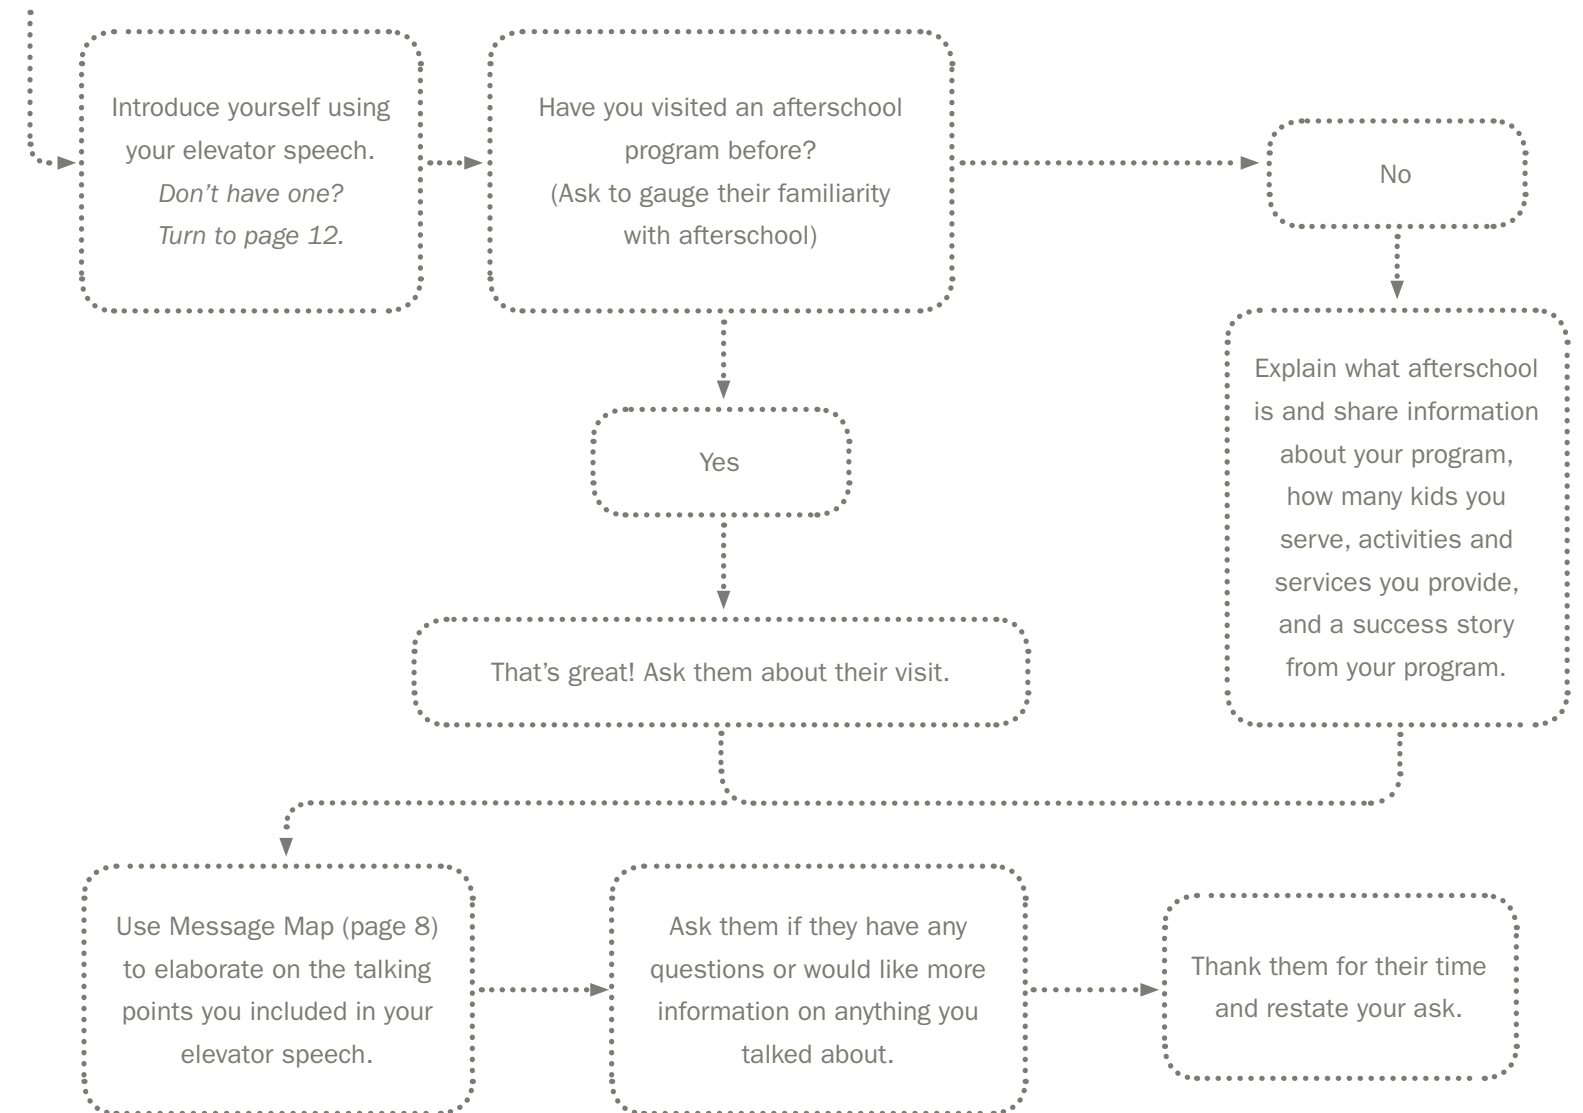 Introduce yourself using
your elevator speech.
Don’t have one?
Turn to page 12.
Have you visited an afterschool
program before?
(Ask to gauge their familiarity
with afterschool)
No
Explain what afterschool
is and share information
about your program,
how many kids you
serve, activities and
services you provide,
and a success story
from your program.
Yes
That’s great! Ask them about their visit.
Use Message Map (page 8)
to elaborate on the talking
points you included in your
elevator speech.
Ask them if they have any
questions or would like more
information on anything you
talked about.
Thank them for their time
and restate your ask.